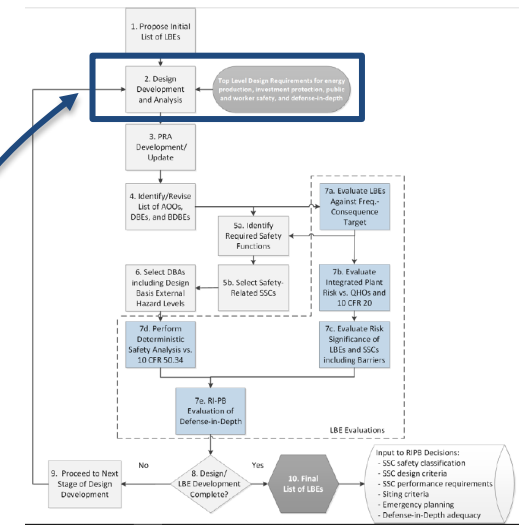 1. Propose Initial
List of LBEs
2. Design
Development
and Analysis
Top Level Design Requirements for energy
production, investment protection, public
and worker safety, and defense-in-depth
3. PRA
Development/
Update
4. Identify/Revise
List of AOOs,
DBEs, and BDBEs
7a. Evaluate LBEs
Against Freq.-
Consequence
Target
5a. Identify
Required Safety
Functions
6. Select DBAs
including Design
Basis External
Hazard Levels
5b. Select Safety-
Related SSCs
7b. Evaluate
Integrated Plant
Risk vs. QHOs and
10 CFR 20
7d. Perform
Deterministic
Safety Analysis vs.
10 CFR 50.34
7c. Evaluate Risk
Significance of
LBEs and SSCs
including Barriers
7e. RI-PB
Evaluation of
Defense-in-Depth
LBE Evaluations
9. Proceed to Next
Stage of Design
Development
No
8. Design/
LBE Development
Complete?
Yes
10. Final
List of LBEs
Input to RIPB Decisions:
- SSC safety classification
- SSC design criteria
- SSC performance requirements
- Siting criteria
- Emergency planning
- Defense-in-Depth adequacy